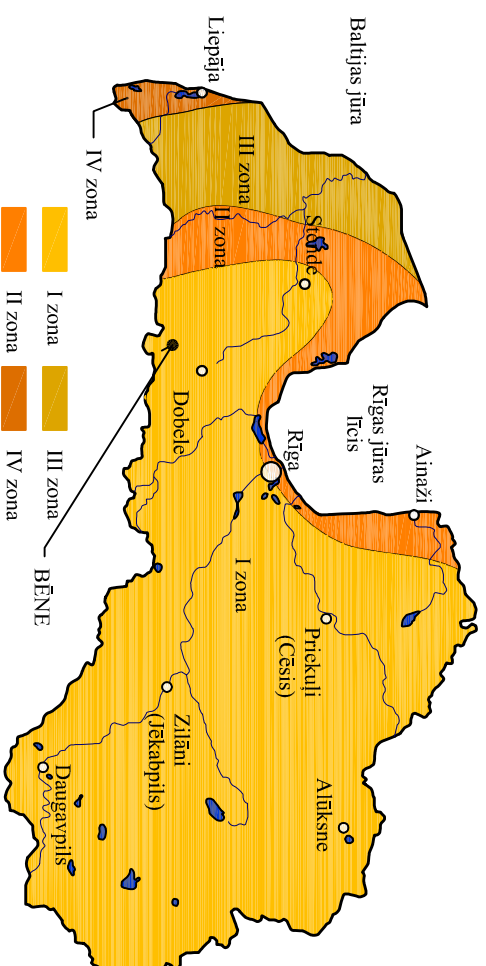 Baltijas jūra
Liepāja
Ainaži
Rīgas jūras
līcis
Stende
Rīga
III zona
II zona
Alūksne
Priekuļi
(Cēsis)
I zona
Dobele
Zilāni
(Jēkabpils)
IV zona
Daugavpils
I zona
III zona
II zona
IV zona
BĒNE